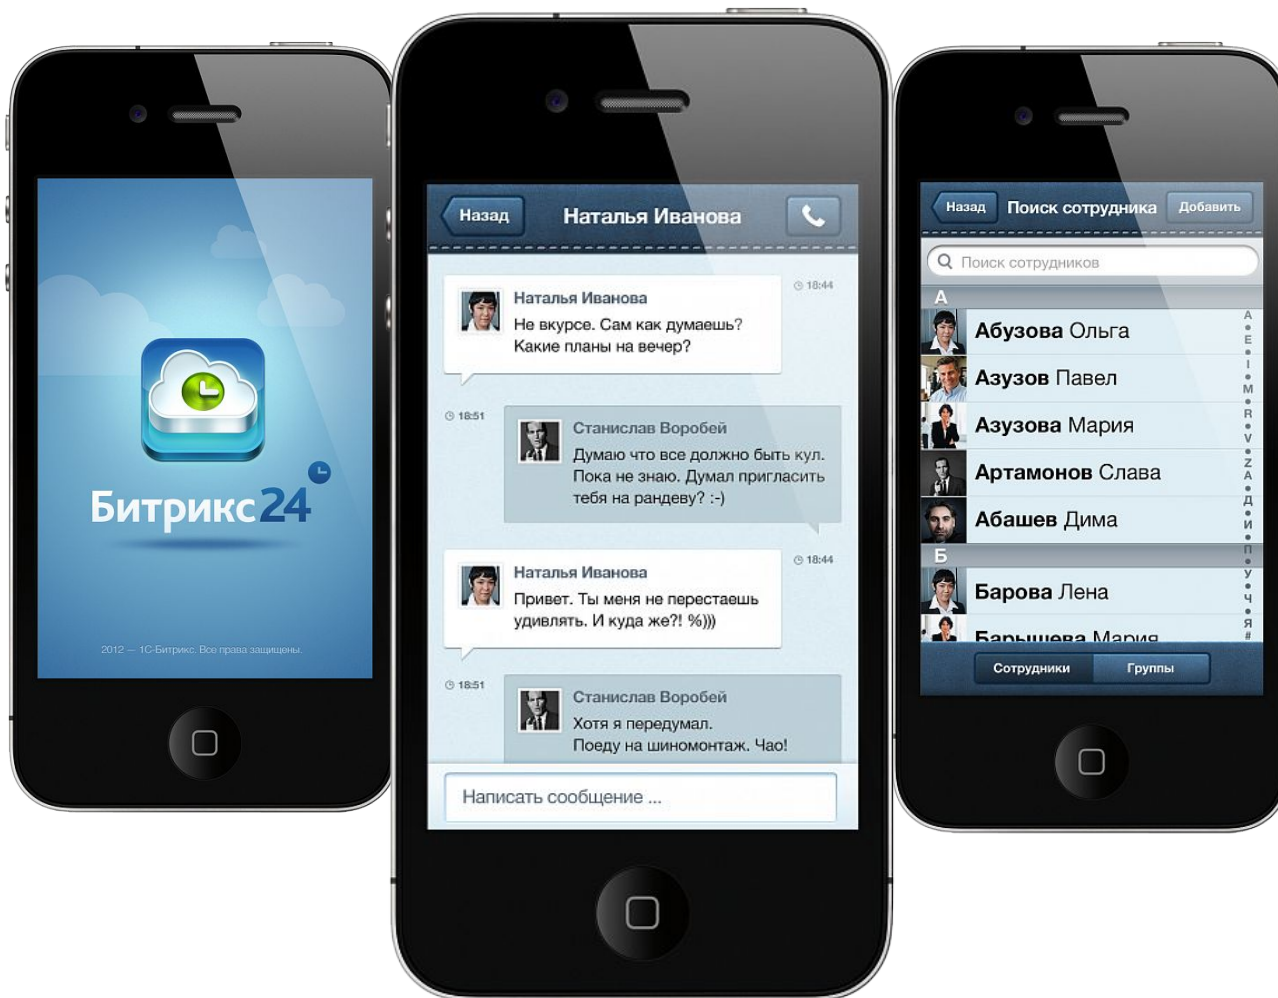 Битрикс24
2012 — 1С-Битрикс. Все права защищены.
Назад
Наталья Иванова
18:44
Наталья Иванова
Не вкурсе. Сам как думаешь?
Какие планы на вечер?
18:51
Станислав Воробей
Думаю что все должно быть кул.
Пока не знаю. Думал пригласить
тебя на рандеву? :-)
18:44
Наталья Иванова
Привет. Ты меня не перестаешь
удивлять. И куда же?! %)))
18:51
Станислав Воробей
Хотя я передумал.
Поеду на шиномонтаж. Чао!
Написать сообщение ...
Назад
Поиск сотрудника
Добавить
Поиск сотрудников
А
Абузова Ольга
Азузов Павел
Азузова Мария
Артамонов Слава
Абашев Дима
Б
Барова Лена
Барышева Мария
A
E
I
M
R
V
Z
А
Д
И
П
У
Ч
Я
#
Сотрудники
Группы